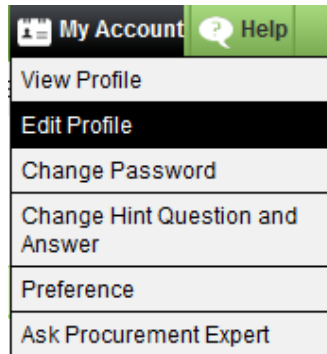 My Account Help
View Profile
Edit Profile
Change Password
Change Hint Question and
Answer
Preference
Ask Procurement Expert